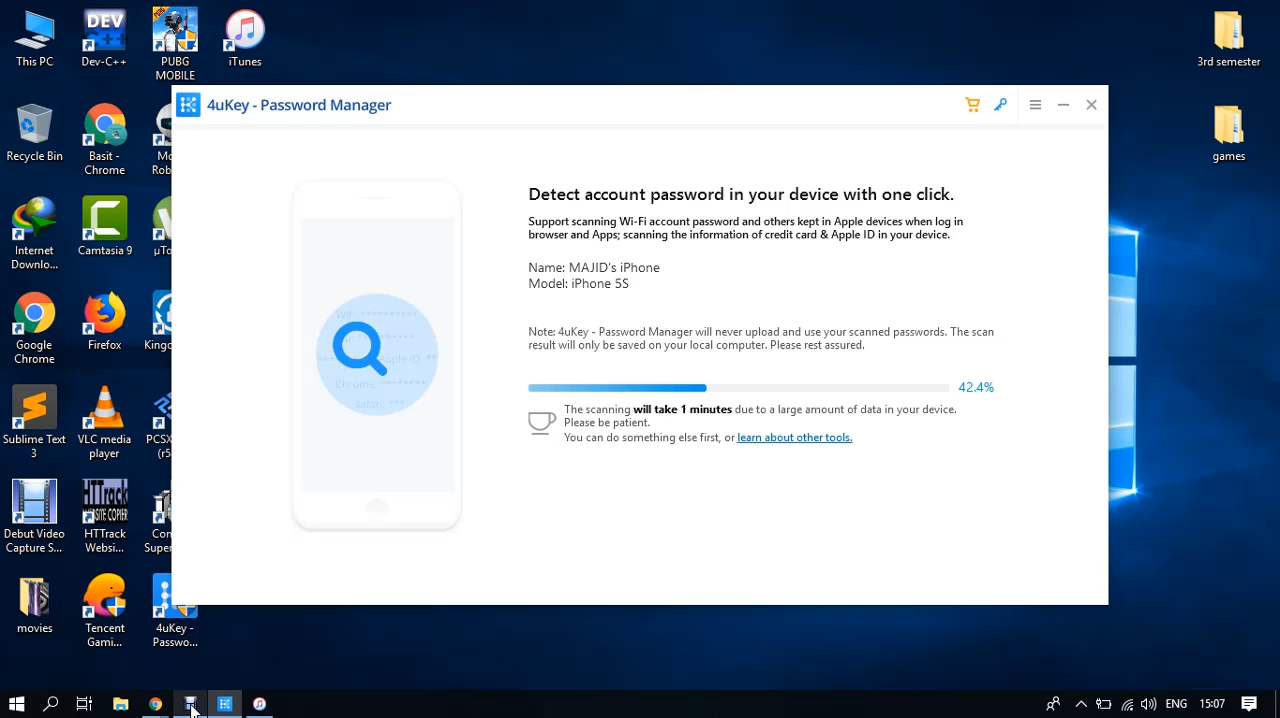 This PC
DEV
Dev-C++
PUBG
MOBILE
iTunes
3rd semester
4uKey - Password Manager
Recycle Bin
Basit -
Chrome
games
Internet
Downlo...
Camtasia 9
Google
Chrome
Firefox
Sublime Text
3
VLC media
player
Debut Video
Capture S...
HTTrack
WEBSITE COPIER
HTTrack
Websi...
movies
Tencent
Gami...
4uKey -
Passwo...
Detect account password in your device with one click.
Support scanning Wi-Fi account password and others kept in Apple devices when log in
browser and Apps; scanning the information of credit card & Apple ID in your device.
Name: MAJID's iPhone
Model: iPhone 5S
Note: 4uKey - Password Manager will never upload and use your scanned passwords. The scan
result will only be saved on your local computer. Please rest assured.
42.4%
The scanning will take 1 minutes due to a large amount of data in your device.
Please be patient.
You can do something else first, or learn about other tools.
ENG
15:07